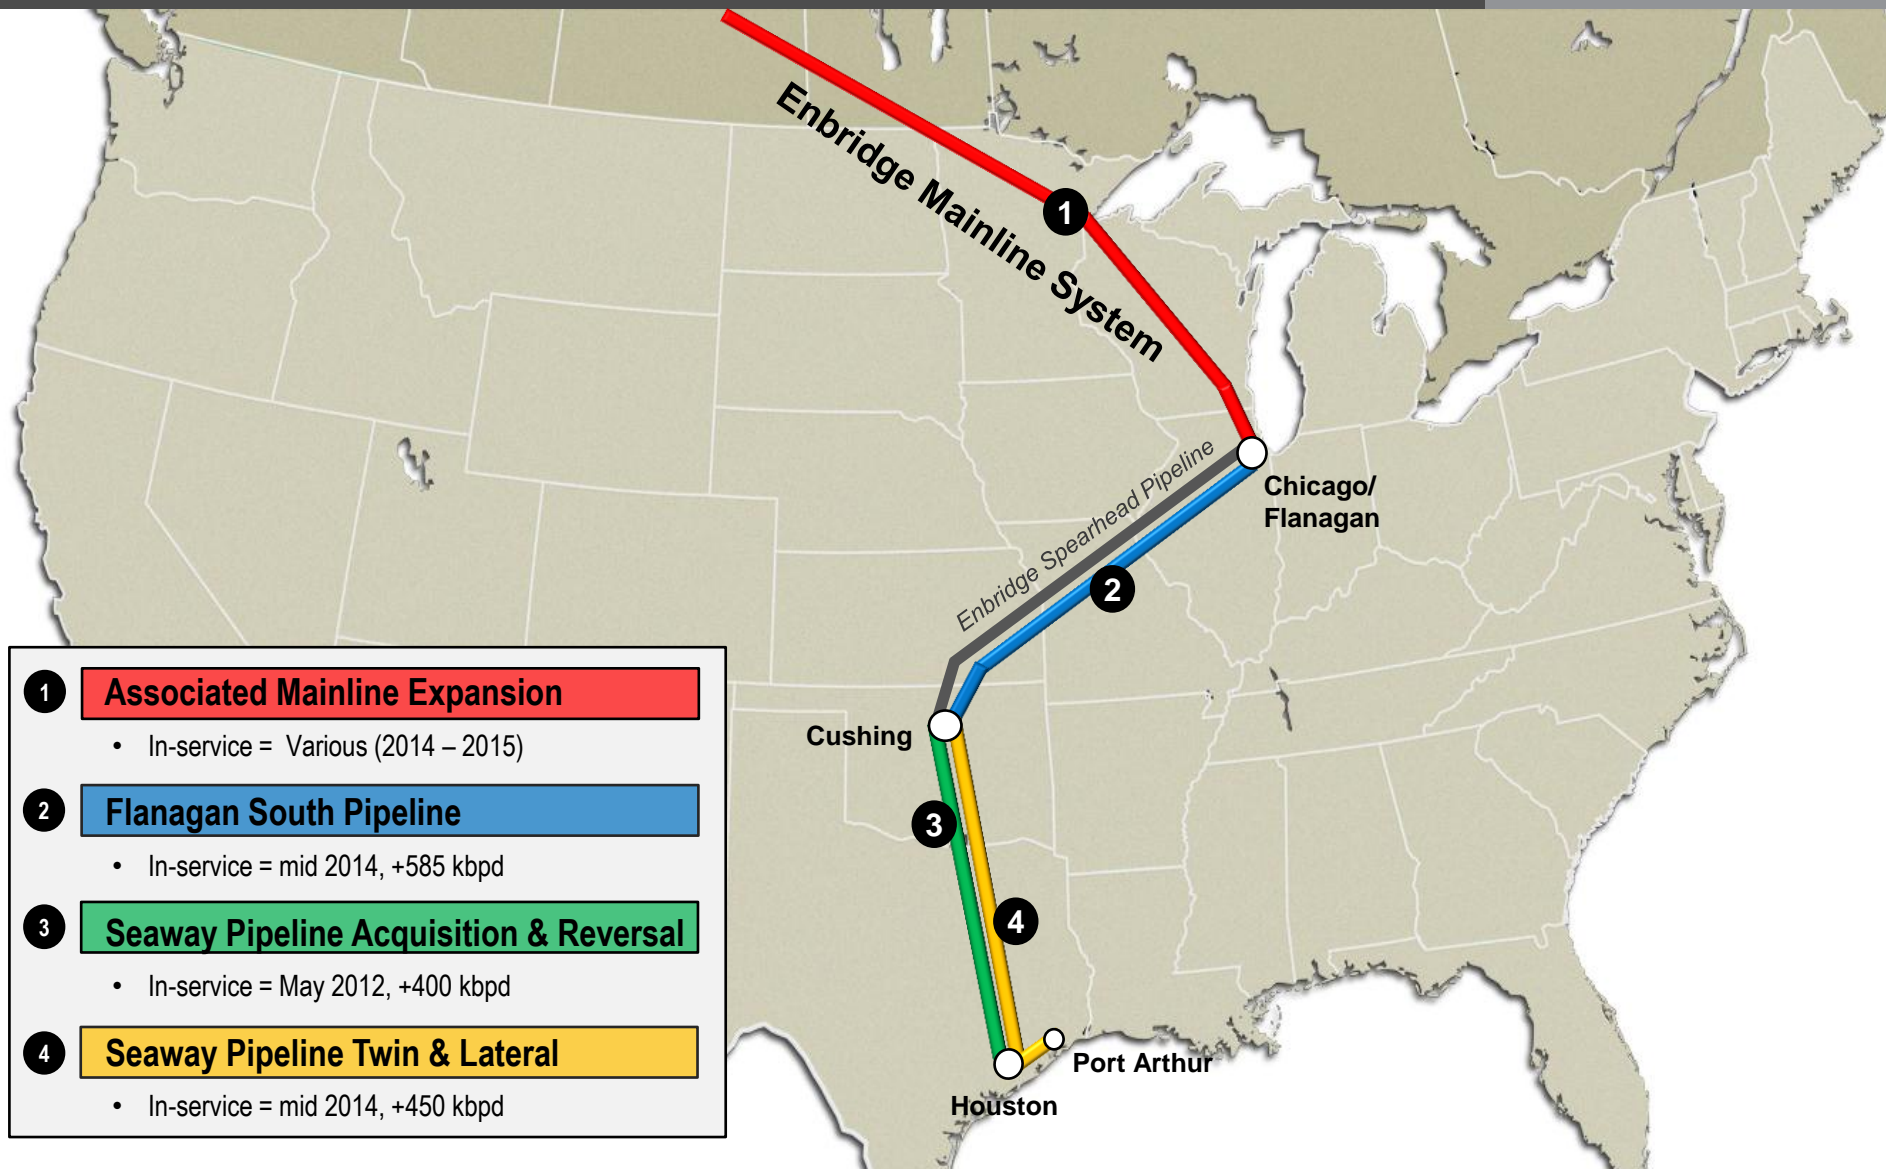 Enbridge Mainline System
1
Enbridge Spearhead Pipeline
Chicago/
Flanagan
2
Cushing
3
4
Port Arthur
Houston
1 Associated Mainline Expansion
• In-service = Various (2014 – 2015)
2 Flanagan South Pipeline
• In-service = mid 2014, +585 kbpd
3 Seaway Pipeline Acquisition & Reversal
• In-service = May 2012, +400 kbpd
4 Seaway Pipeline Twin & Lateral
• In-service = mid 2014, +450 kbpd